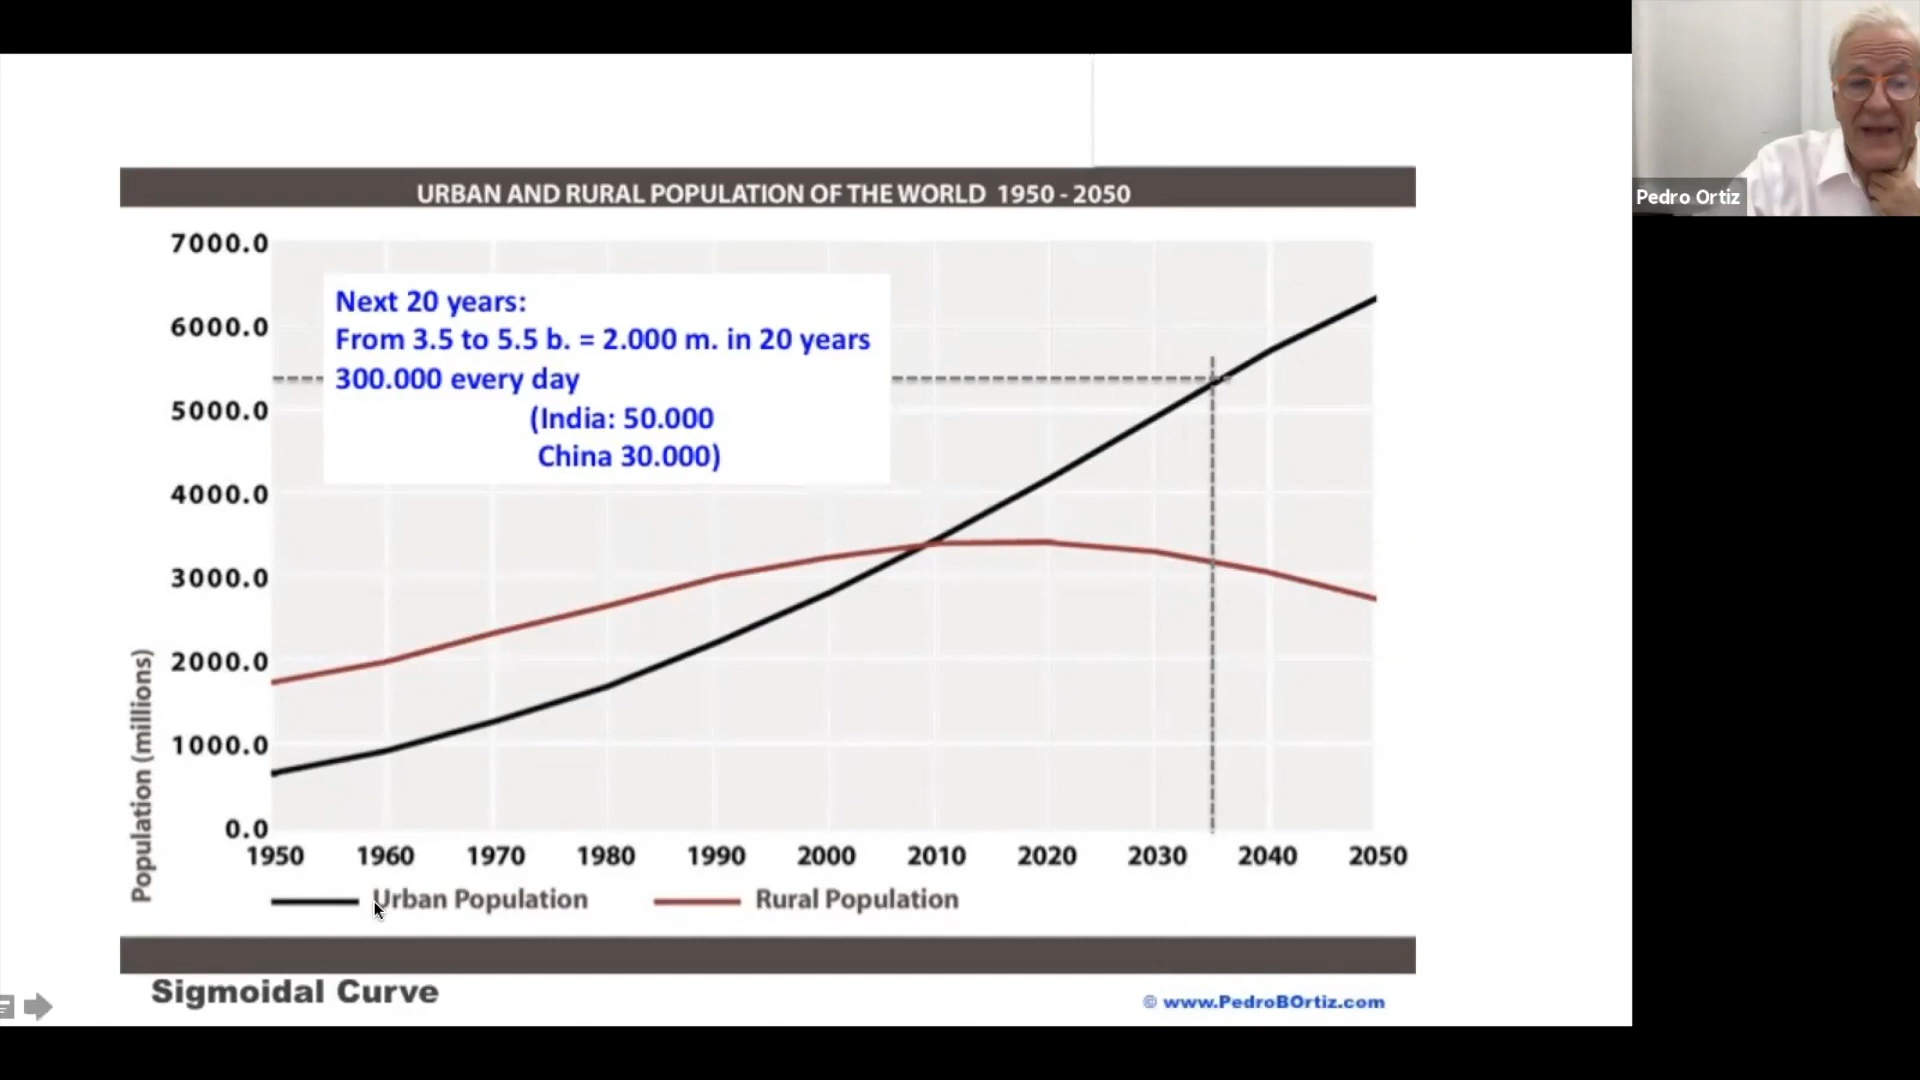 Pedro Ortiz
URBAN AND RURAL POPULATION OF THE WORLD 1950 - 2050
7000.0
6000.0
5000.0
4000.0
3000.0
2000.0
1000.0
0.0
Population (millions)
Next 20 years:
From 3.5 to 5.5 b. = 2.000 m. in 20 years
300.000 every day
(India: 50.000
China 30.000)
1950 1960 1970 1980 1990 2000 2010 2020 2030 2040 2050
Urban Population Rural Population
Sigmoidal Curve
© www.PedroBOrtiz.com